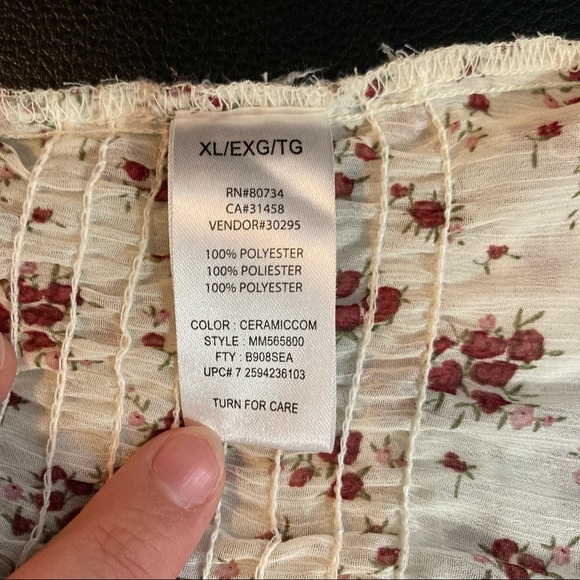 XL/EXG/TG
RN#80734
CA#31458
VENDOR#30295
100% POLYESTER
100% POLIESTER
100% POLYESTER
COLOR : CERAMICCOM
STYLE : MM565800
FTY : B908SEA
UPC# 7 2594236103
TURN FOR CARE